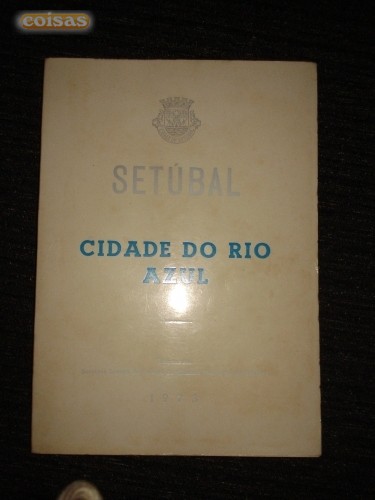 coisas
SETÚBAL
CIDADE DO RIO
AZUL